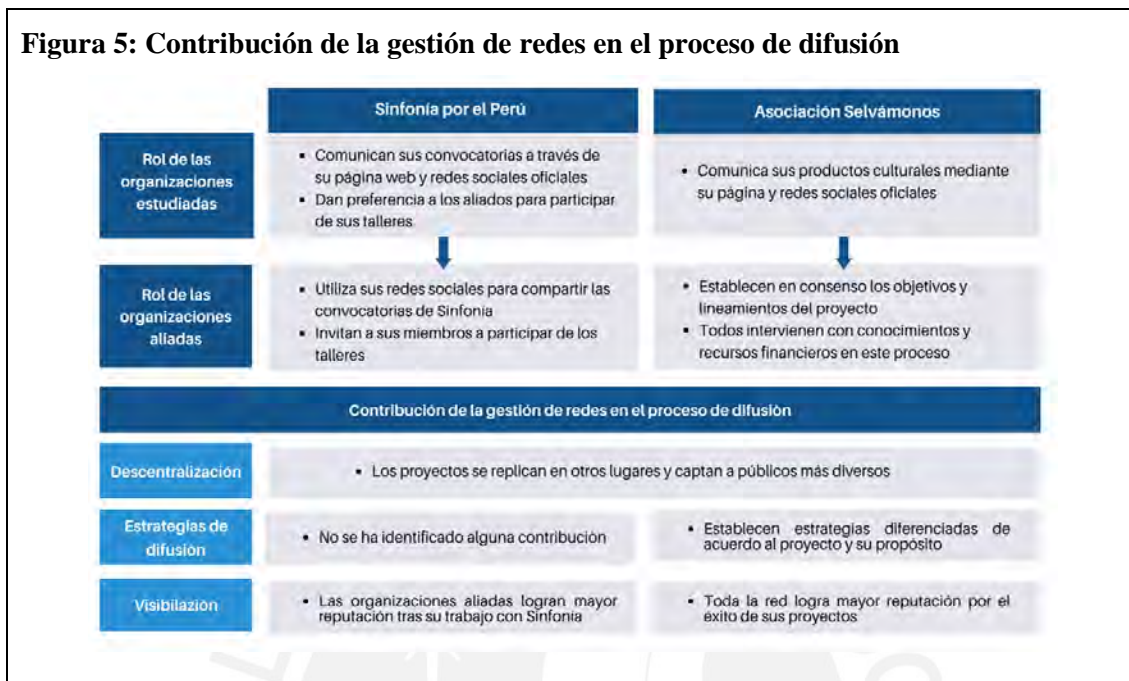 Figura 5: Contribución de la gestión de redes en el proceso de difusión
Sinfonía por el Perú
Asociación Selvámonos
Rol de las
organizaciones
estudiadas
▪ Comunican sus convocatorias a través de
su página web y redes sociales oficiales
▪ Dan preferencia a los aliados para participar
de sus talleres
▪ Comunica sus productos culturales mediante
su página y redes sociales oficiales
Rol de las
organizaciones
aliadas
▪ Utiliza sus redes sociales para compartir las
convocatorias de Sinfonía
▪ Invitan a sus miembros a participar de los
talleres
▪ Establecen en consenso los objetivos y
lineamientos del proyecto
▪ Todos intervienen con conocimientos y
recursos financieros en este proceso
Contribución de la gestión de redes en el proceso de difusión
Descentralización
▪ Los proyectos se replican en otros lugares y captan a públicos más diversos
Estrategias de
difusión
▪ No se ha identificado alguna contribución
▪ Establecen estrategias diferenciadas de
acuerdo al proyecto y su propósito
Visibilazión
▪ Las organizaciones aliadas logran mayor
reputación tras su trabajo con Sinfonía
▪ Toda la red logra mayor reputación por el
éxito de sus proyectos